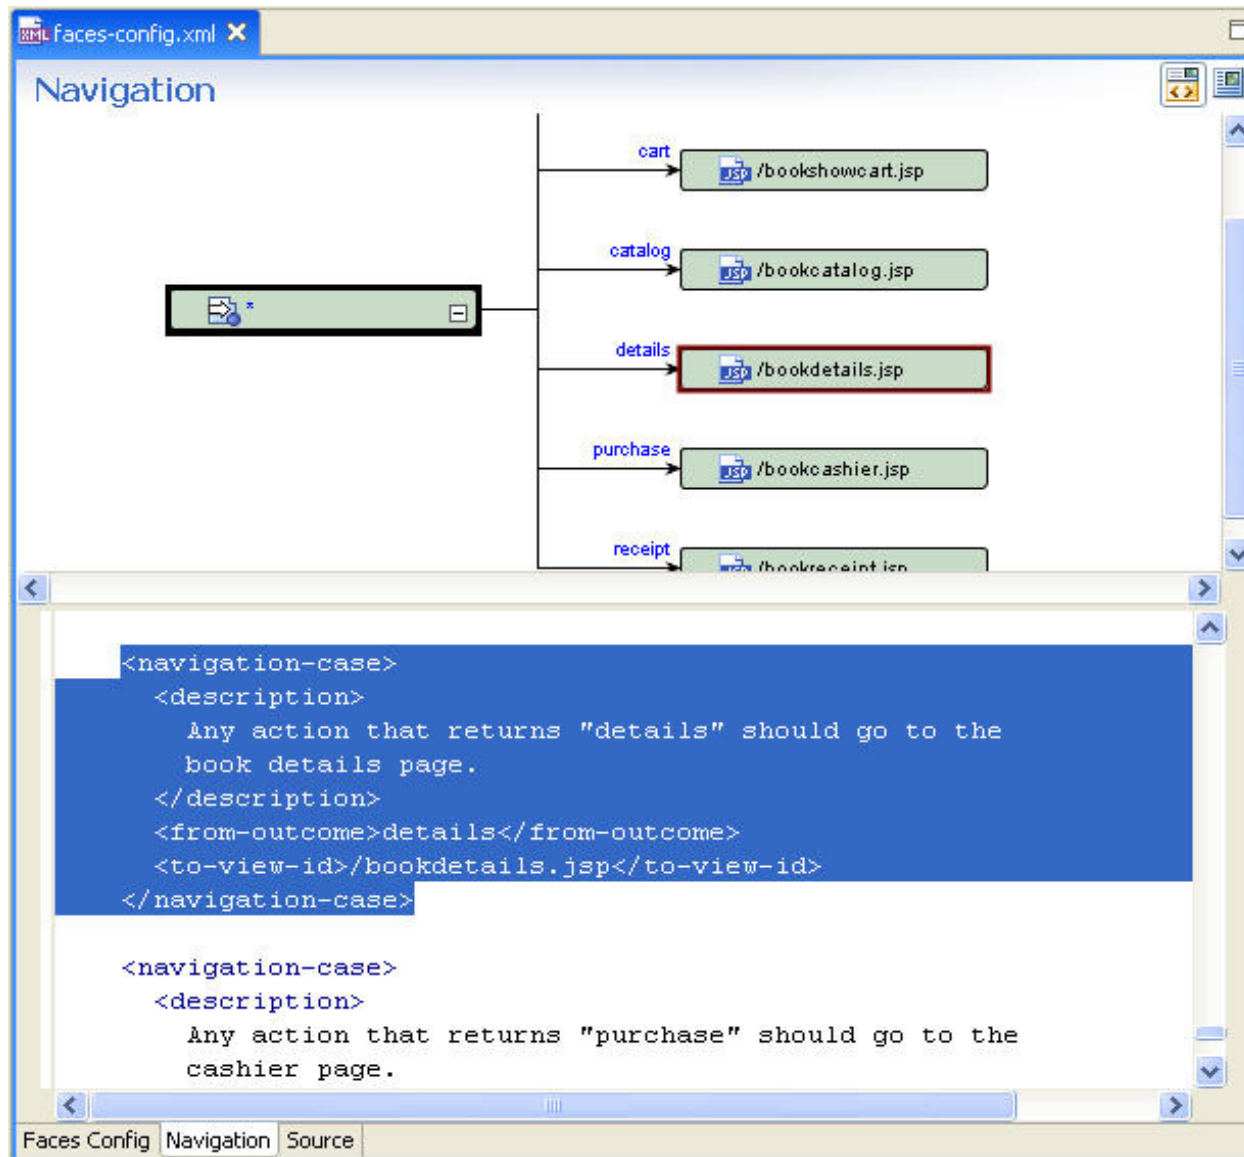 faces-config.xml
Navigation
cart
/bookshowcart.jsp
catalog
/bookcatalog.jsp
*
details
/bookdetails.jsp
purchase
/bookcashier.jsp
receipt
/bookreceipt.jsp
<navigation-case>
<description>
Any action that returns "details" should go to the
book details page.
</description>
<from-outcome>details</from-outcome>
<to-view-id>/bookdetails.jsp</to-view-id>
</navigation-case>
<navigation-case>
<description>
Any action that returns "purchase" should go to the
cashier page.
Faces Config Navigation Source